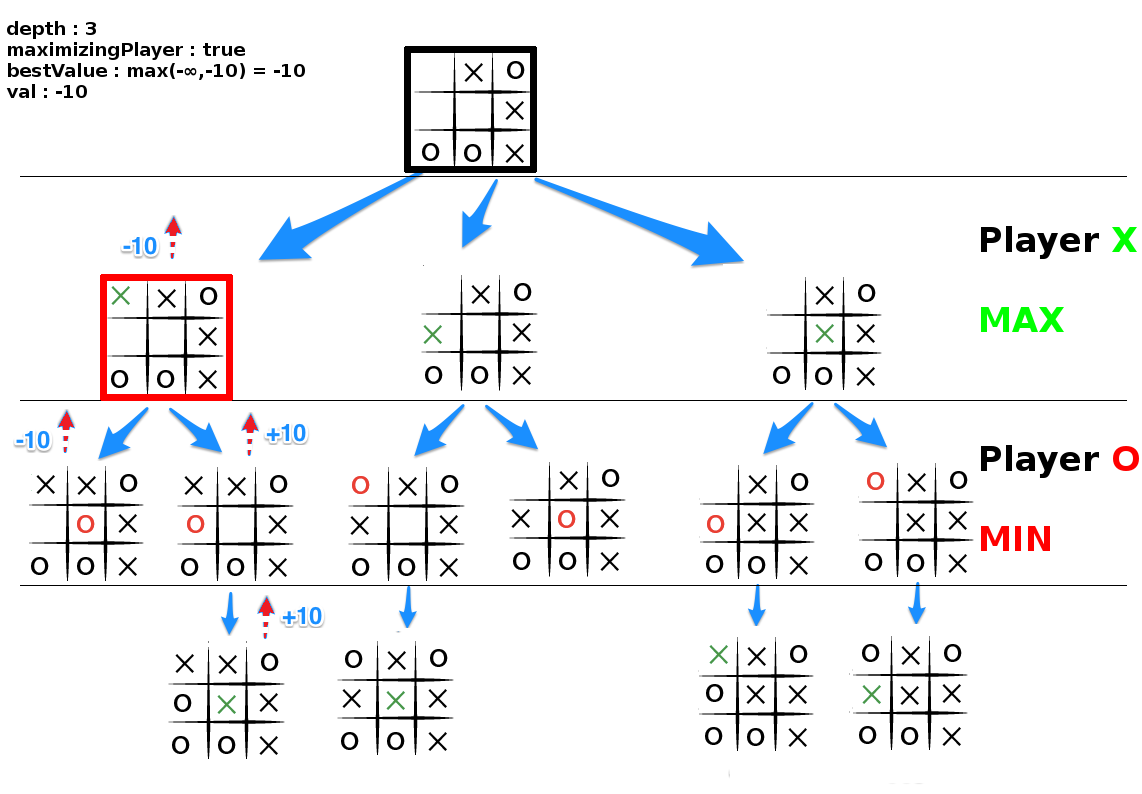 depth : 3
maximizingPlayer : true
bestValue : max(-∞,-10) = -10
val : -10
X O
X
O O X
Player X
-10
X X O
X
O O X
X O
X X
O O X
X O
X X
O O X
MAX
-10
+10
Player O
X X O
O X
O O X
X X O
O X
O O X
O X O
X X
O O X
X O
X O X
O O X
X O
O X X
O O X
O X O
X X
O O X
MIN
+10
X X O
O X X
O O X
O X O
X X X
O O X
X X O
O X X
O O X
O X O
X X X
O O X